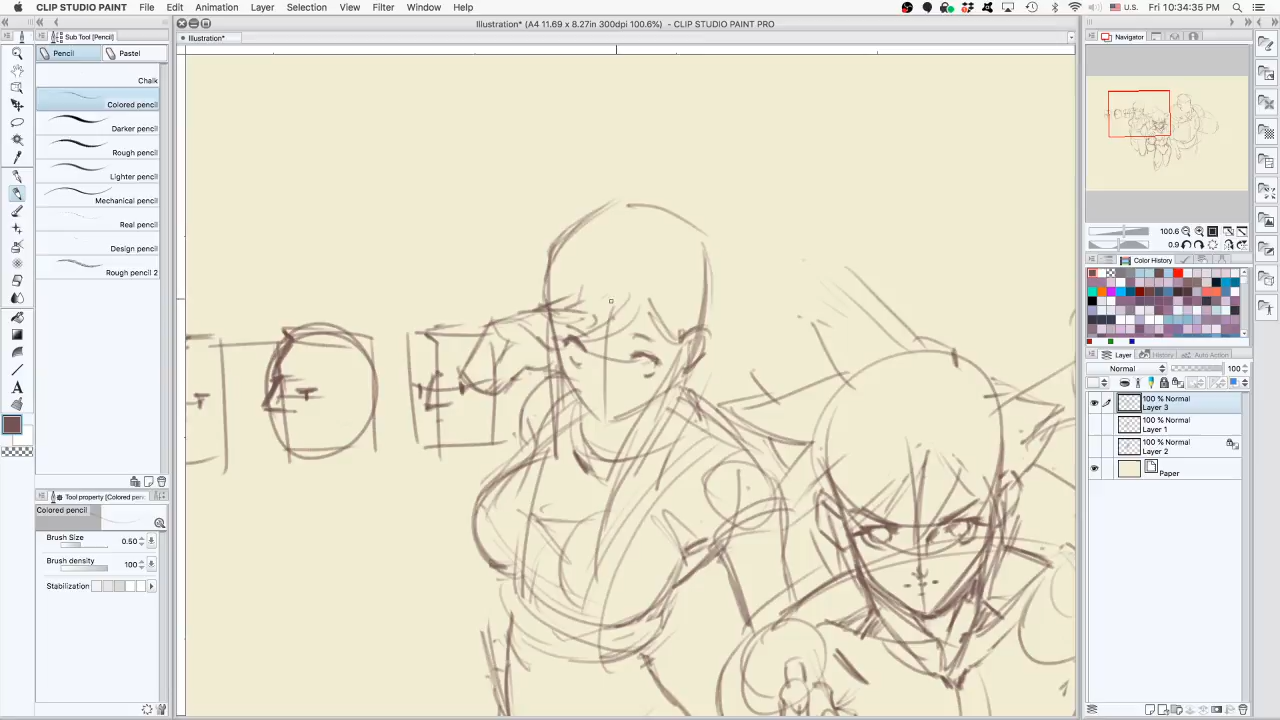 CLIP STUDIO PAINT File Edit Animation Layer Selection View Filter Window Help U.S. Fri 10:34:35 PM
Illustration* (A4 11.69 x 8.27in 300dpi 100.6%) - CLIP STUDIO PAINT PRO
Sub Tool [Pencil]
Illustration*
Navigator
Pencil Pastel
Chalk
Colored pencil
Darker pencil
Rough pencil
Lighter pencil
Mechanical pencil
Real pencil
Design pencil
Rough pencil 2
100.6
0.9
Color History
Layer History Auto Action
Normal 100
100 % Normal
Layer 3
100 % Normal
Layer 1
100 % Normal
Layer 2
Paper
Tool property [Colored penc
Colored pencil
Brush Size 0.50
Brush density 100
Stabilization
A